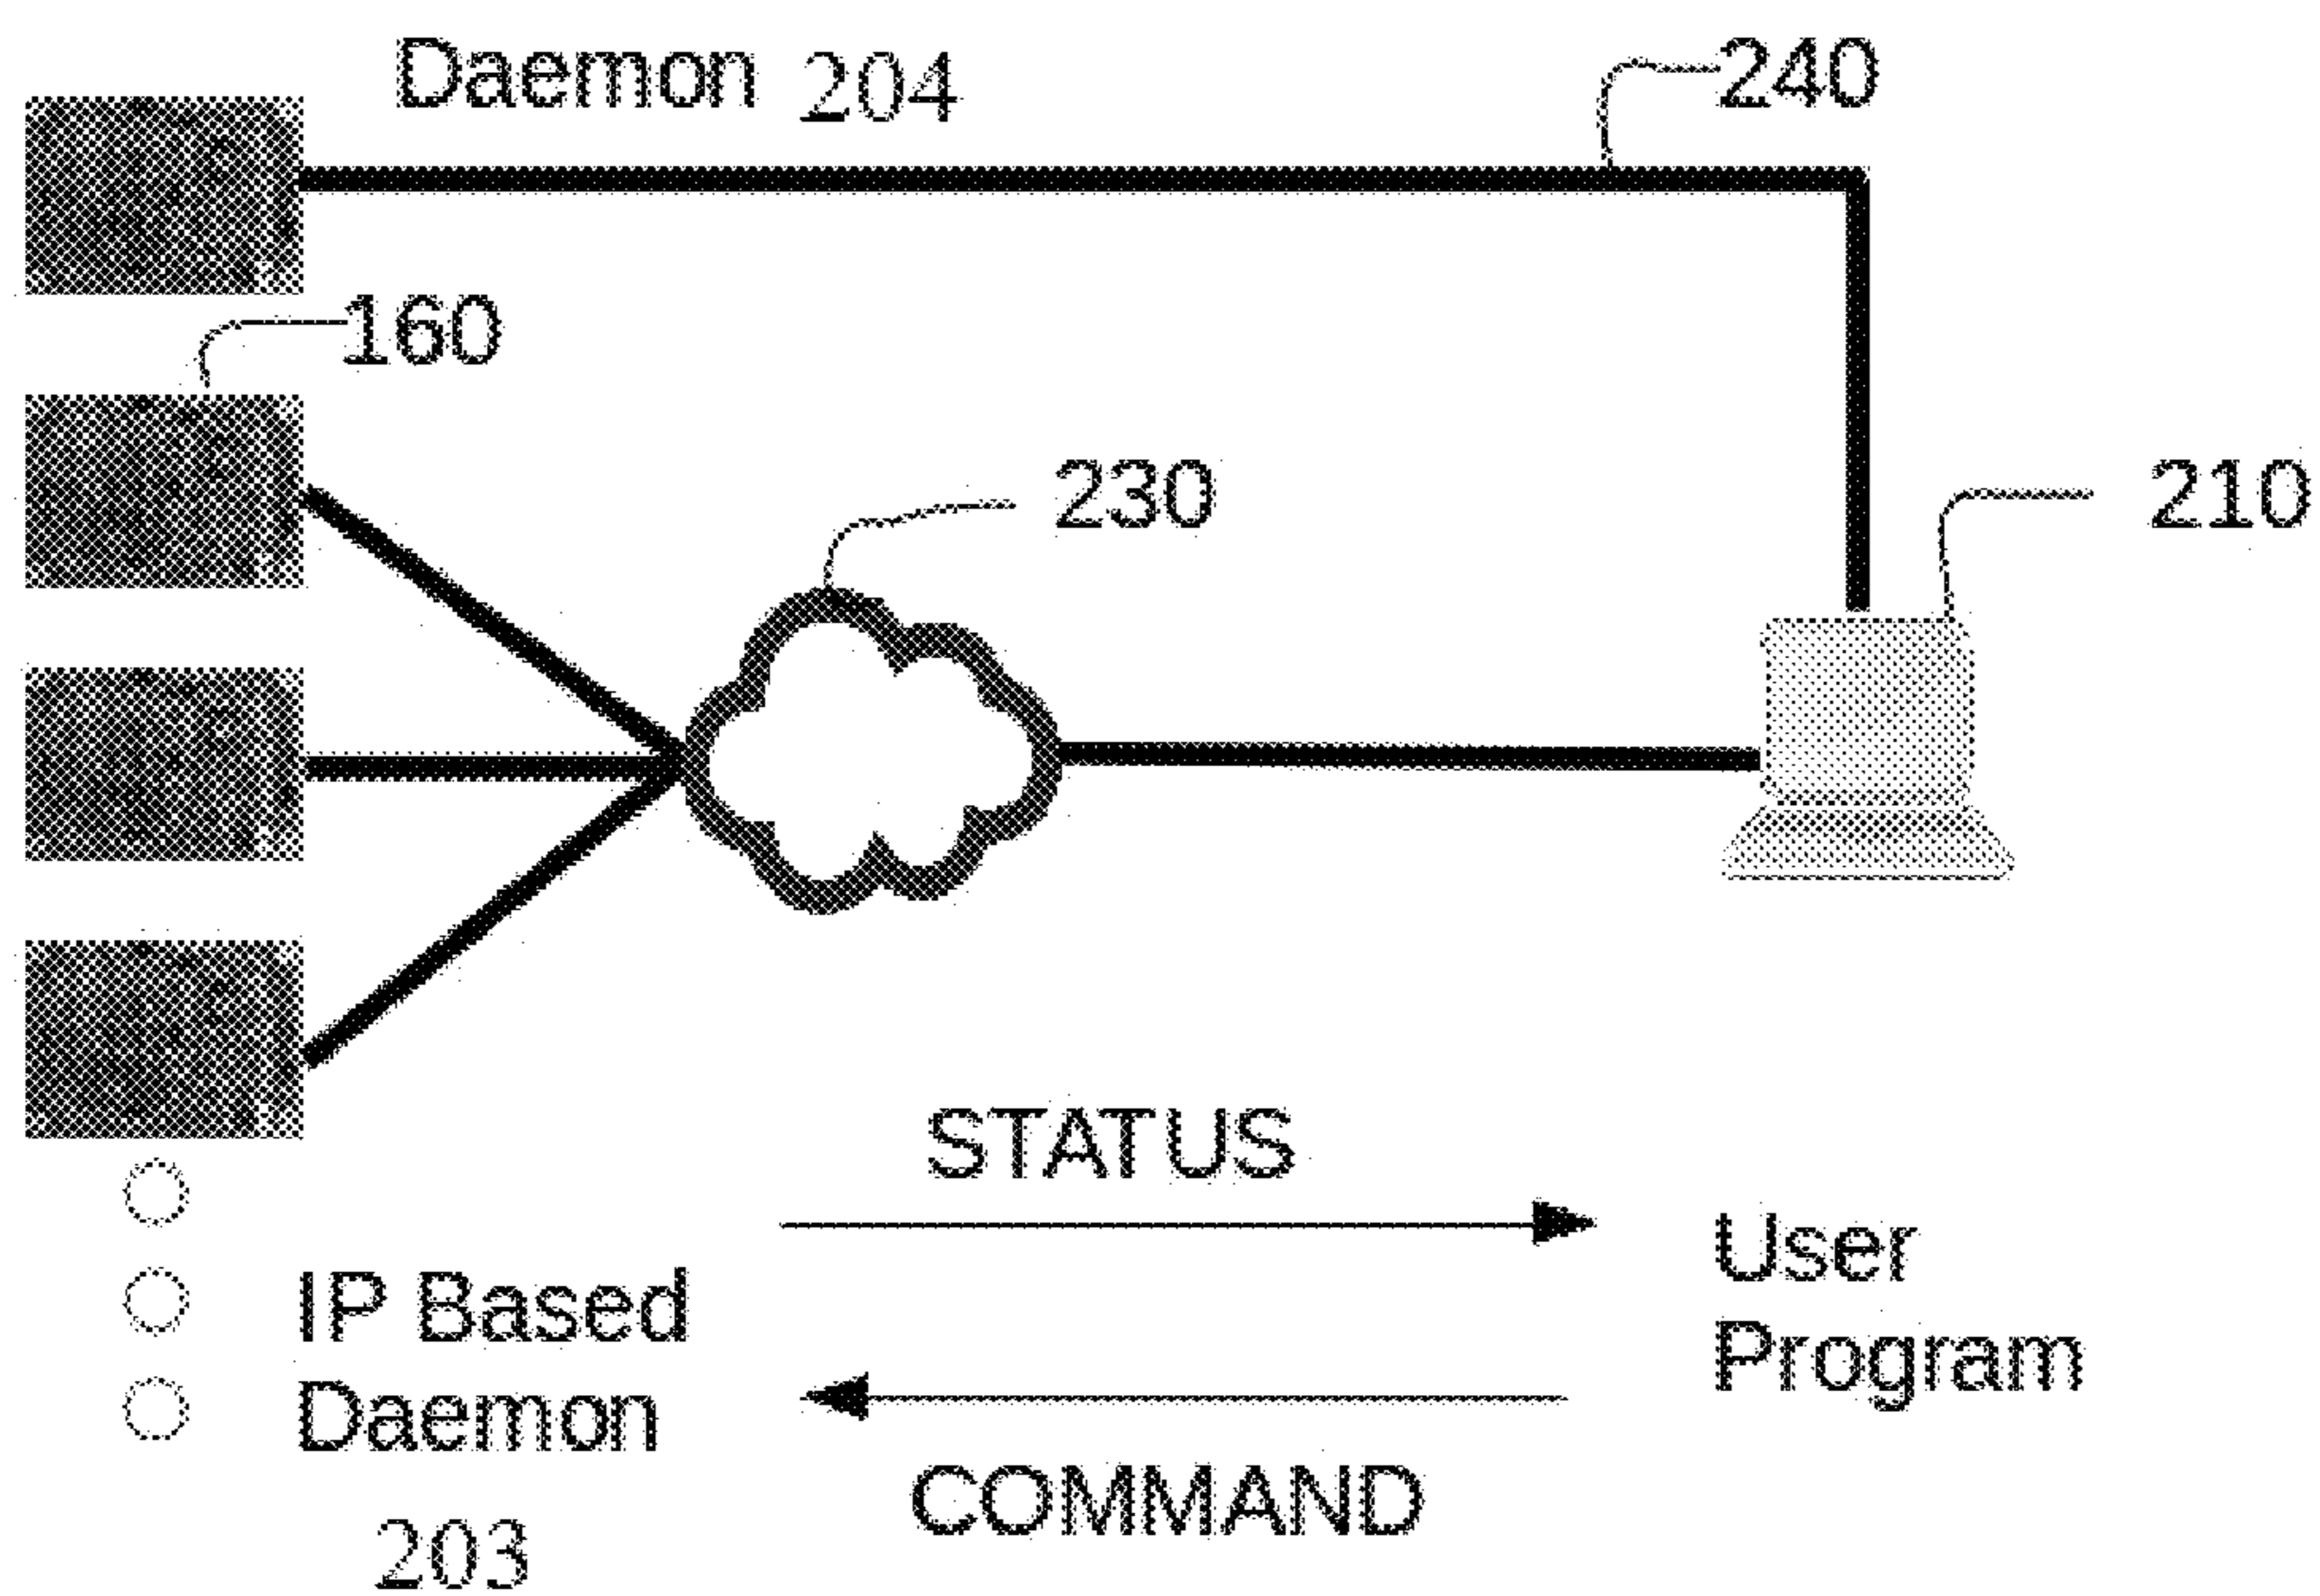 Daemon 204
240
160
230
210
STATUS
User
Program
IP Based
Daemon
203
COMMAND